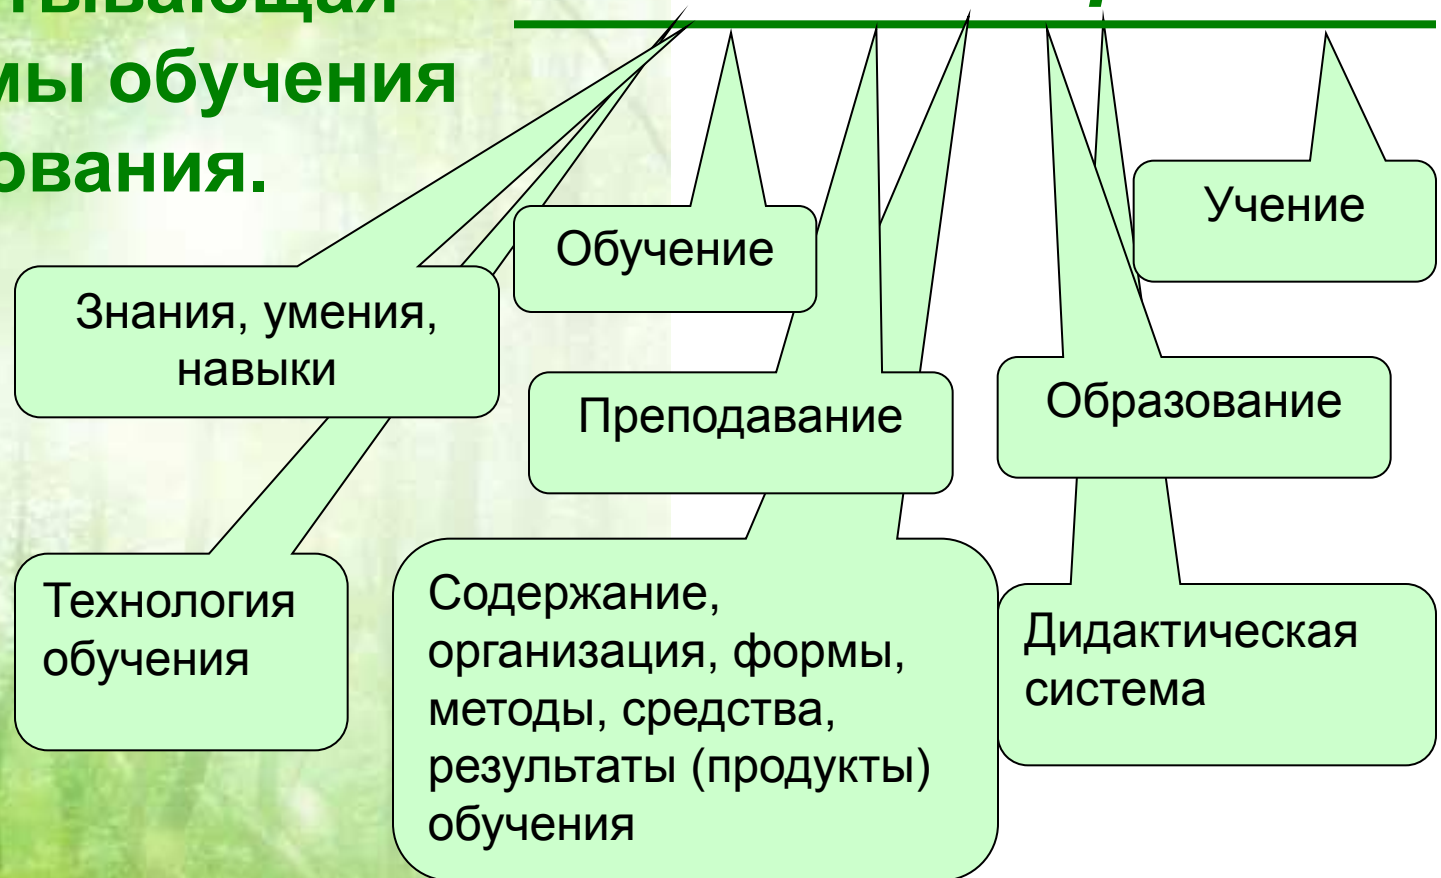 мы обучения
ования.
Учение
Обучение
Знания, умения,
навыки
Преподавание
Образование
Технология
обучения
Содержание,
организация, формы,
методы, средства,
результаты (продукты)
обучения
Дидактическая
система